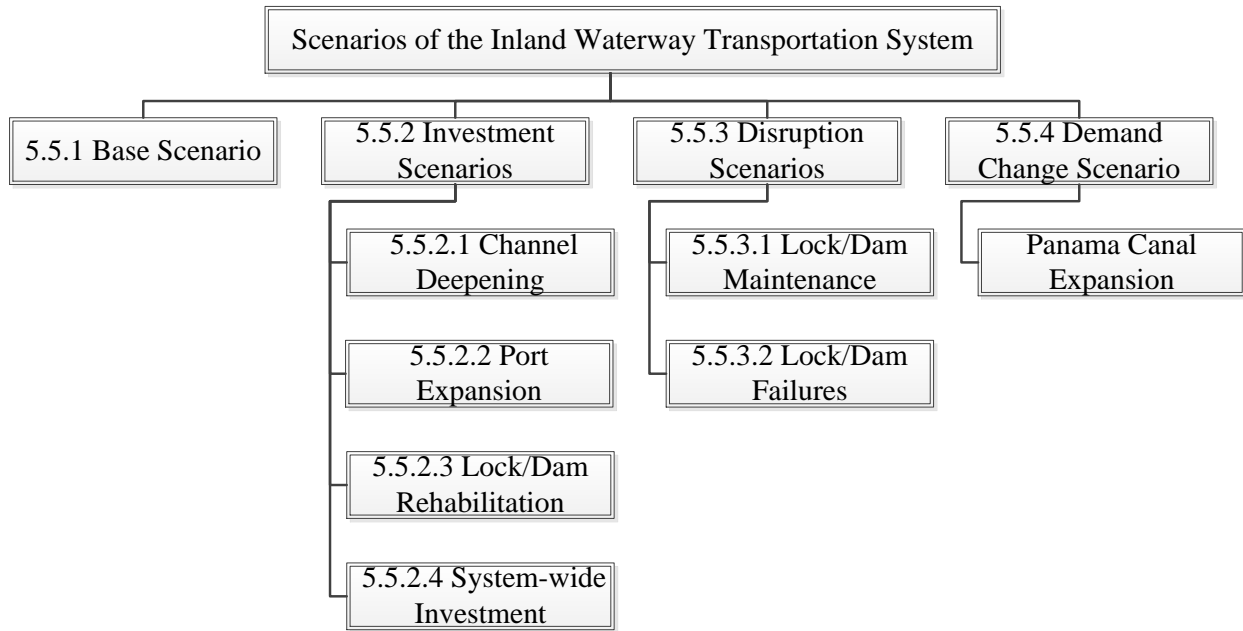 Scenarios of the Inland Waterway Transportation System
5.5.1 Base Scenario
5.5.2 Investment
Scenarios
5.5.2.1 Channel
Deepening
5.5.2.2 Port
Expansion
5.5.2.3 Lock/Dam
Rehabilitation
5.5.2.4 System-wide
Investment
5.5.3 Disruption
Scenarios
5.5.3.1 Lock/Dam
Maintenance
5.5.3.2 Lock/Dam
Failures
5.5.4 Demand
Change Scenario
Panama Canal
Expansion